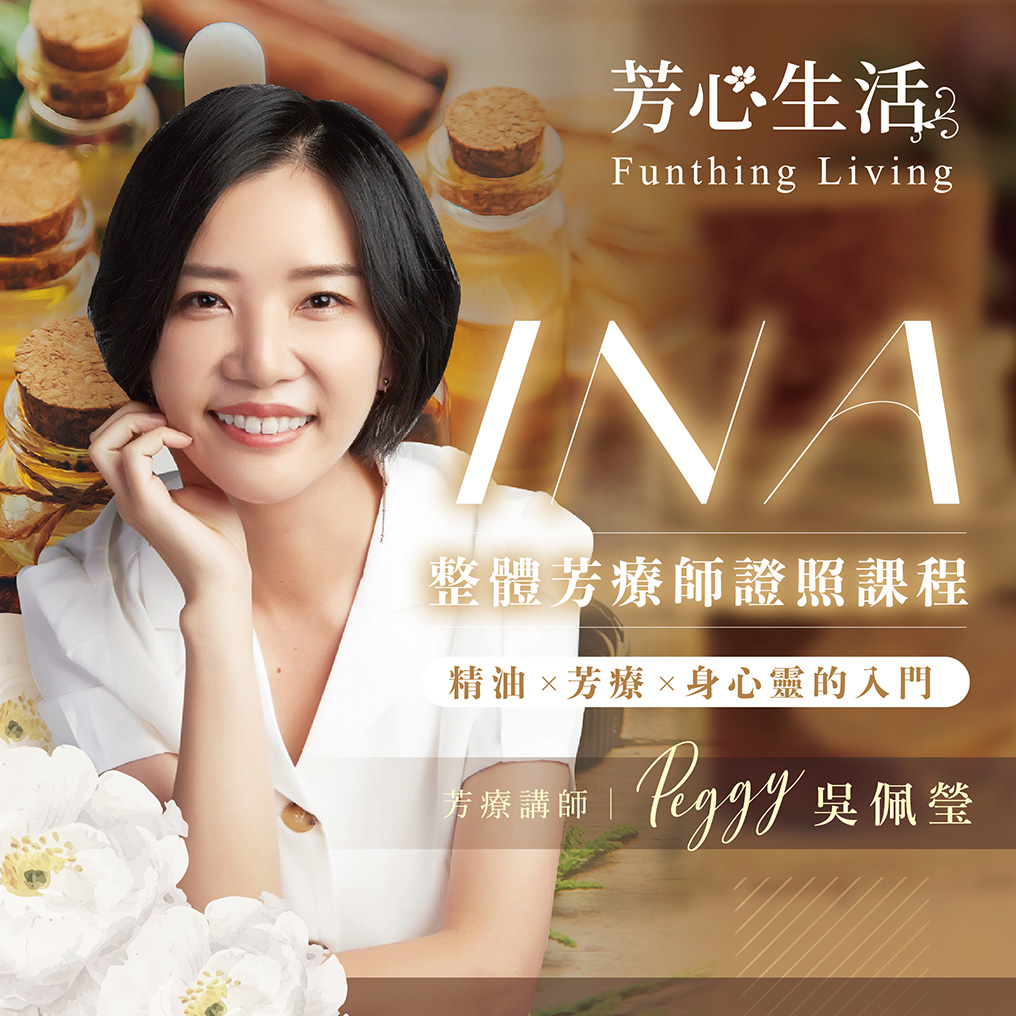 芳心生活
Funthing Living
INA
整體芳療師證照課程
精油×芳療×身心靈的入門
芳療講師｜Peggy 吳佩瑩